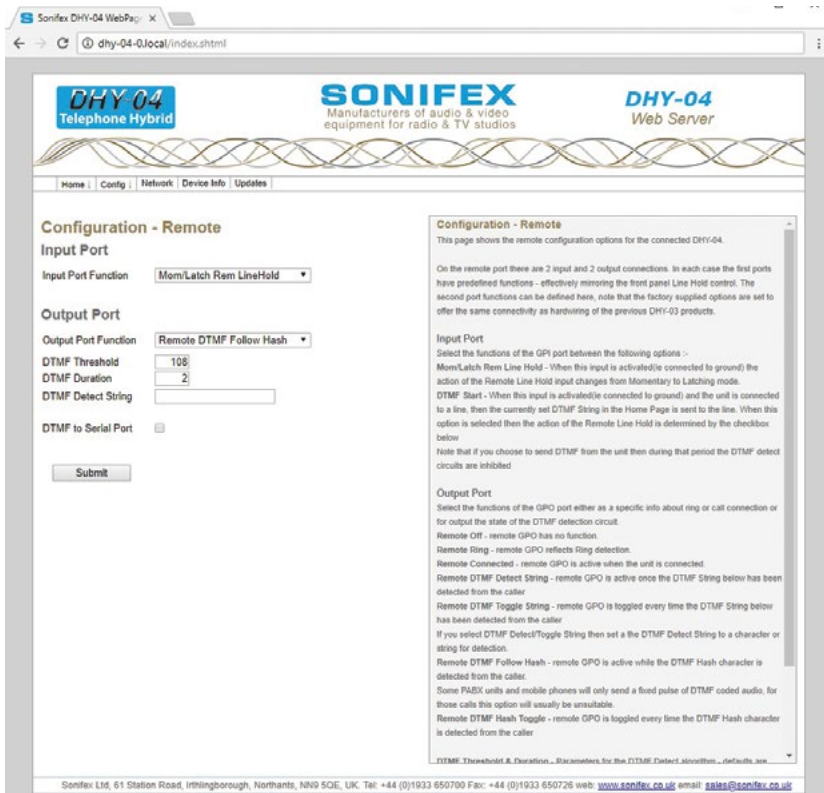 Sonifex DHY-04 WebPag
dhy-04-0.local/index.shtml
DHY-04
Telephone Hybrid
SONIFEX
Manufacturers of audio & video
equipment for radio & TV studios
DHY-04
Web Server
Home
Config
Network
Device Info
Updates
Configuration - Remote
Input Port
Input Port Function
Mom/Latch Rem LineHold
Output Port
Output Port Function
Remote DTMF Follow Hash
DTMF Threshold
108
DTMF Duration
2
DTMF Detect String
DTMF to Serial Port
Submit
Configuration - Remote
This page shows the remote configuration options for the connected DHY-04.
On the remote port there are 2 input and 2 output connections. In each case the first ports
have predefined functions - effectively mirroring the front panel Line Hold control. The
second port functions can be defined here, note that the factory supplied options are set to
offer the same connectivity as hardwiring of the previous DHY-03 products.
Input Port
Select the functions of the GPI port between the following options :-
Mom/Latch Rem Line Hold - When this input is activated(ie connected to ground) the
action of the Remote Line Hold input changes from Momentary to Latching mode.
DTMF Start - When this input is activated(ie connected to ground) and the unit is connected
to a line, then the currently set DTMF String in the Home Page is sent to the line. When this
option is selected then the action of the Remote Line Hold is determined by the checkbox
below
Note that if you choose to send DTMF from the unit then during that period the DTMF detect
circuits are inhibited
Output Port
Select the functions of the GPO port either as a specific info about ring or call connection or
for output the state of the DTMF detection circuit.
Remote Off - remote GPO has no function.
Remote Ring - remote GPO reflects Ring detection.
Remote Connected - remote GPO is active when the unit is connected.
Remote DTMF Detect String - remote GPO is active once the DTMF String below has been
detected from the caller
Remote DTMF Toggle String - remote GPO is toggled every time the DTMF String below
has been detected from the caller
If you select DTMF Detect/Toggle String then set a the DTMF Detect String to a character or
string for detection.
Remote DTMF Follow Hash - remote GPO is active while the DTMF Hash character is
detected from the caller.
Some PABX units and mobile phones will only send a fixed pulse of DTMF coded audio, for
those calls this option will usually be unsuitable.
Remote DTMF Hash Toggle - remote GPO is toggled every time the DTMF Hash character
is detected from the caller
DTMF Threshold & Duration - Parameters for the DTMF Detect algorithm - defaults are
Sonifex Ltd, 61 Station Road, Irthlingborough, Northants, NN9 5QE, UK. Tel: +44 (0)1933 650700 Fax: +44 (0)1933 650726 web: www.sonifex.co.uk email: sales@sonifex.co.uk